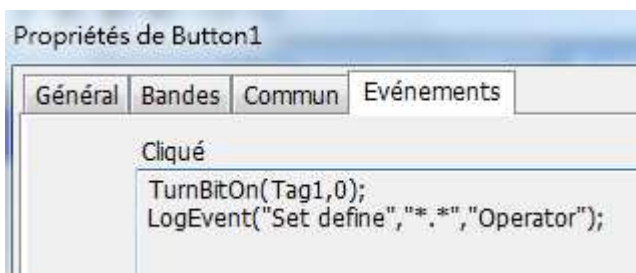 Propriétés de Button1
Général Bandes Commun Evénements
Cliqué
TurnBitOn(Tag1,0);
LogEvent("Set define","*.*","Operator");